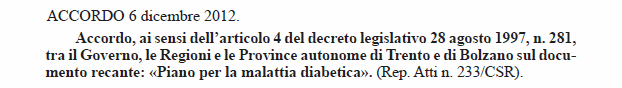 ACCORDO 6 dicembre 2012.
Accordo, ai sensi dell'articolo 4 del decreto legislativo 28 agosto 1997, n. 281,
tra il Governo, le Regioni e le Province autonome di Trento e di Bolzano sul docu-
mento recante: «Piano per la malattia diabetica». (Rep. Atti n. 233/CSR).